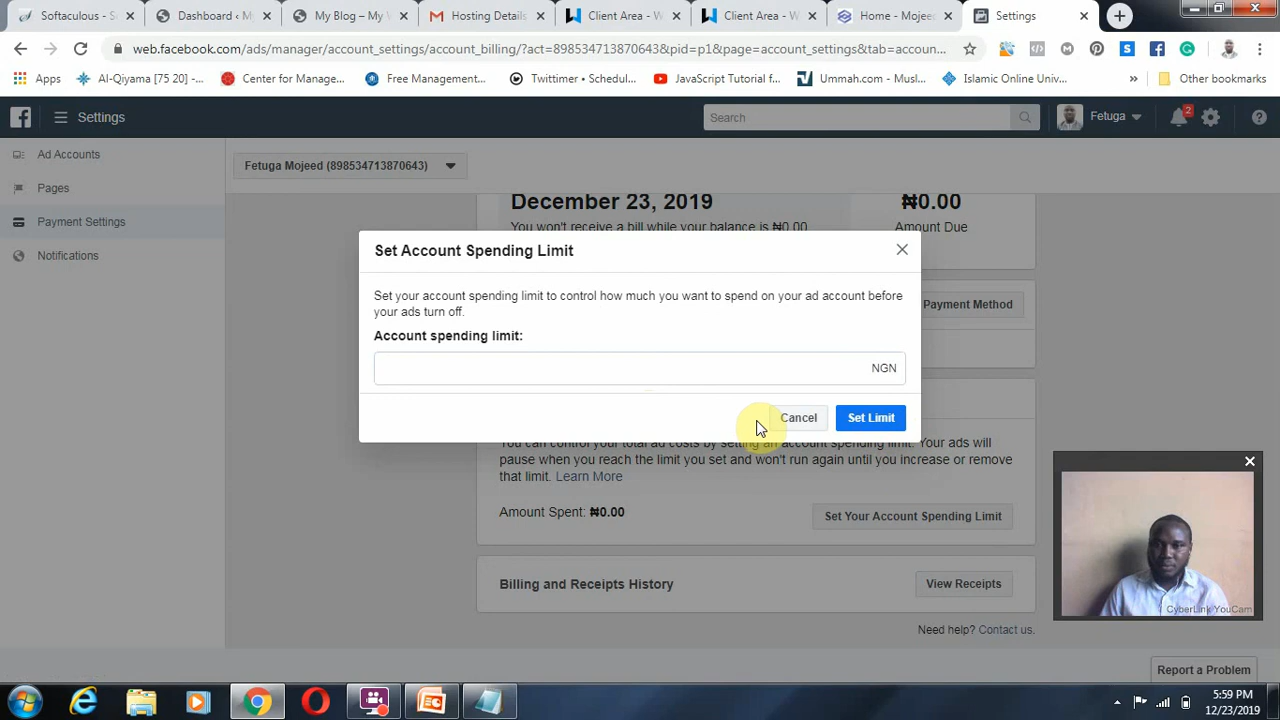 Softaculous - S
Dashboard ‹ M
My Blog – My
Gmail Hosting Details
Client Area - W
Client Area - W
Home - Mojeed
Settings
web.facebook.com/ads/manager/account_settings/account_billing/?act=898534713870643&pid=p1&page=account_settings&tab=accoun...
Apps
Al-Qiyama [75 20] -...
Center for Manage...
Free Management...
Twittimer • Schedul...
JavaScript Tutorial f...
Ummah.com - Musl...
Islamic Online Univ...
»
Other bookmarks
Settings
Search
Fetuga
2
Ad Accounts
Pages
Payment Settings
Notifications
Fetuga Mojeed (898534713870643)
December 23, 2019
₦0.00
You won't receive a bill while your balance is ₦0.00
Amount Due
Set Account Spending Limit
Set your account spending limit to control how much you want to spend on your ad account before
your ads turn off.
Account spending limit:
NGN
Cancel
Set Limit
Payment Method
You can control your total ad costs by setting an account spending limit. Your ads will
pause when you reach the limit you set and won't run again until you increase or remove
that limit. Learn More
Amount Spent: ₦0.00
Set Your Account Spending Limit
Billing and Receipts History
View Receipts
Need help? Contact us.
Report a Problem
CyberLink YouCam
5:59 PM
12/23/2019